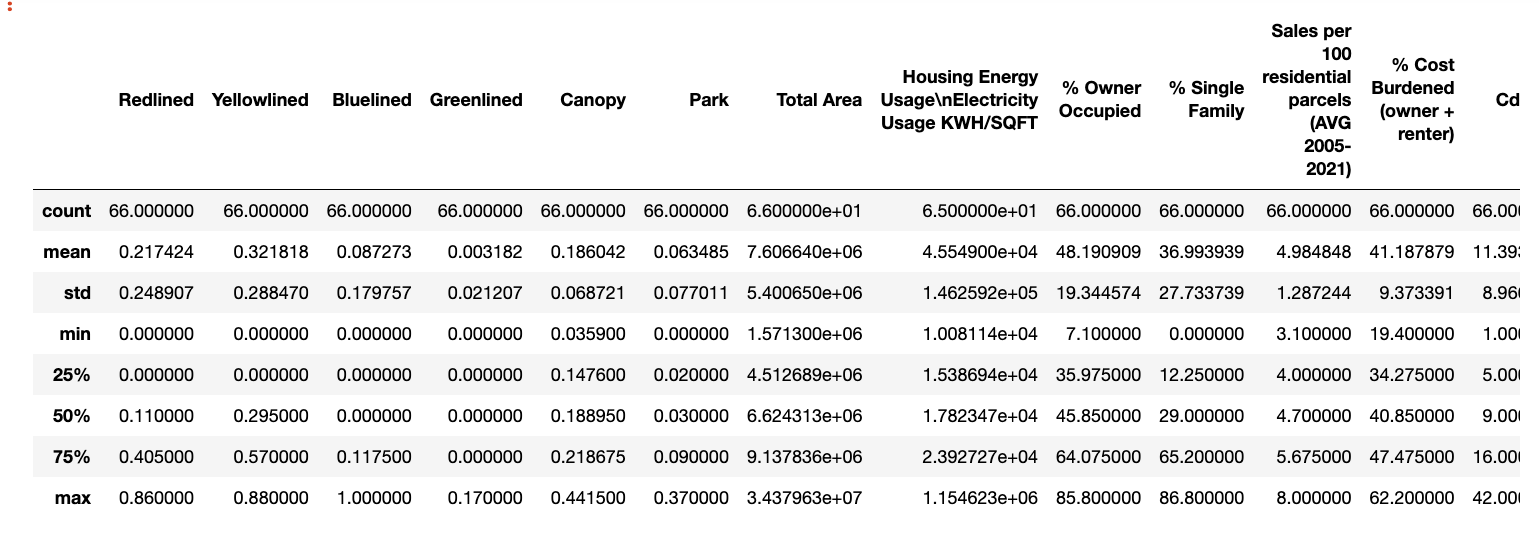 Redlined Yellowlined Bluelined Greenlined Canopy Park Total Area Housing Energy Usage\nElectricity Usage KWH/SQFT % Owner Occupied % Single Family Sales per 100 residential parcels (AVG 2005-2021) % Cost Burdened (owner + renter) Cd
count 66.000000 66.000000 66.000000 66.000000 66.000000 66.000000 6.600000e+01 6.500000e+01 66.000000 66.000000 66.000000 66.000000 66.00
mean 0.217424 0.321818 0.087273 0.003182 0.186042 0.063485 7.606640e+06 4.554900e+04 48.190909 36.993939 4.984848 41.187879 11.393
std 0.248907 0.288470 0.179757 0.021207 0.068721 0.077011 5.400650e+06 1.462592e+05 19.344574 27.733739 1.287244 9.373391 8.960
min 0.000000 0.000000 0.000000 0.000000 0.035900 0.000000 1.571300e+06 1.008114e+04 7.100000 0.000000 3.100000 19.400000 1.000
25% 0.000000 0.000000 0.000000 0.000000 0.147600 0.020000 4.512689e+06 1.538694e+04 35.975000 12.250000 4.000000 34.275000 5.000
50% 0.110000 0.295000 0.000000 0.000000 0.188950 0.030000 6.624313e+06 1.782347e+04 45.850000 29.000000 4.700000 40.850000 9.000
75% 0.405000 0.570000 0.117500 0.000000 0.218675 0.090000 9.137836e+06 2.392727e+04 64.075000 65.200000 5.675000 47.475000 16.000
max 0.860000 0.880000 1.000000 0.170000 0.441500 0.370000 3.437963e+07 1.154623e+06 85.800000 86.800000 8.000000 62.200000 42.000